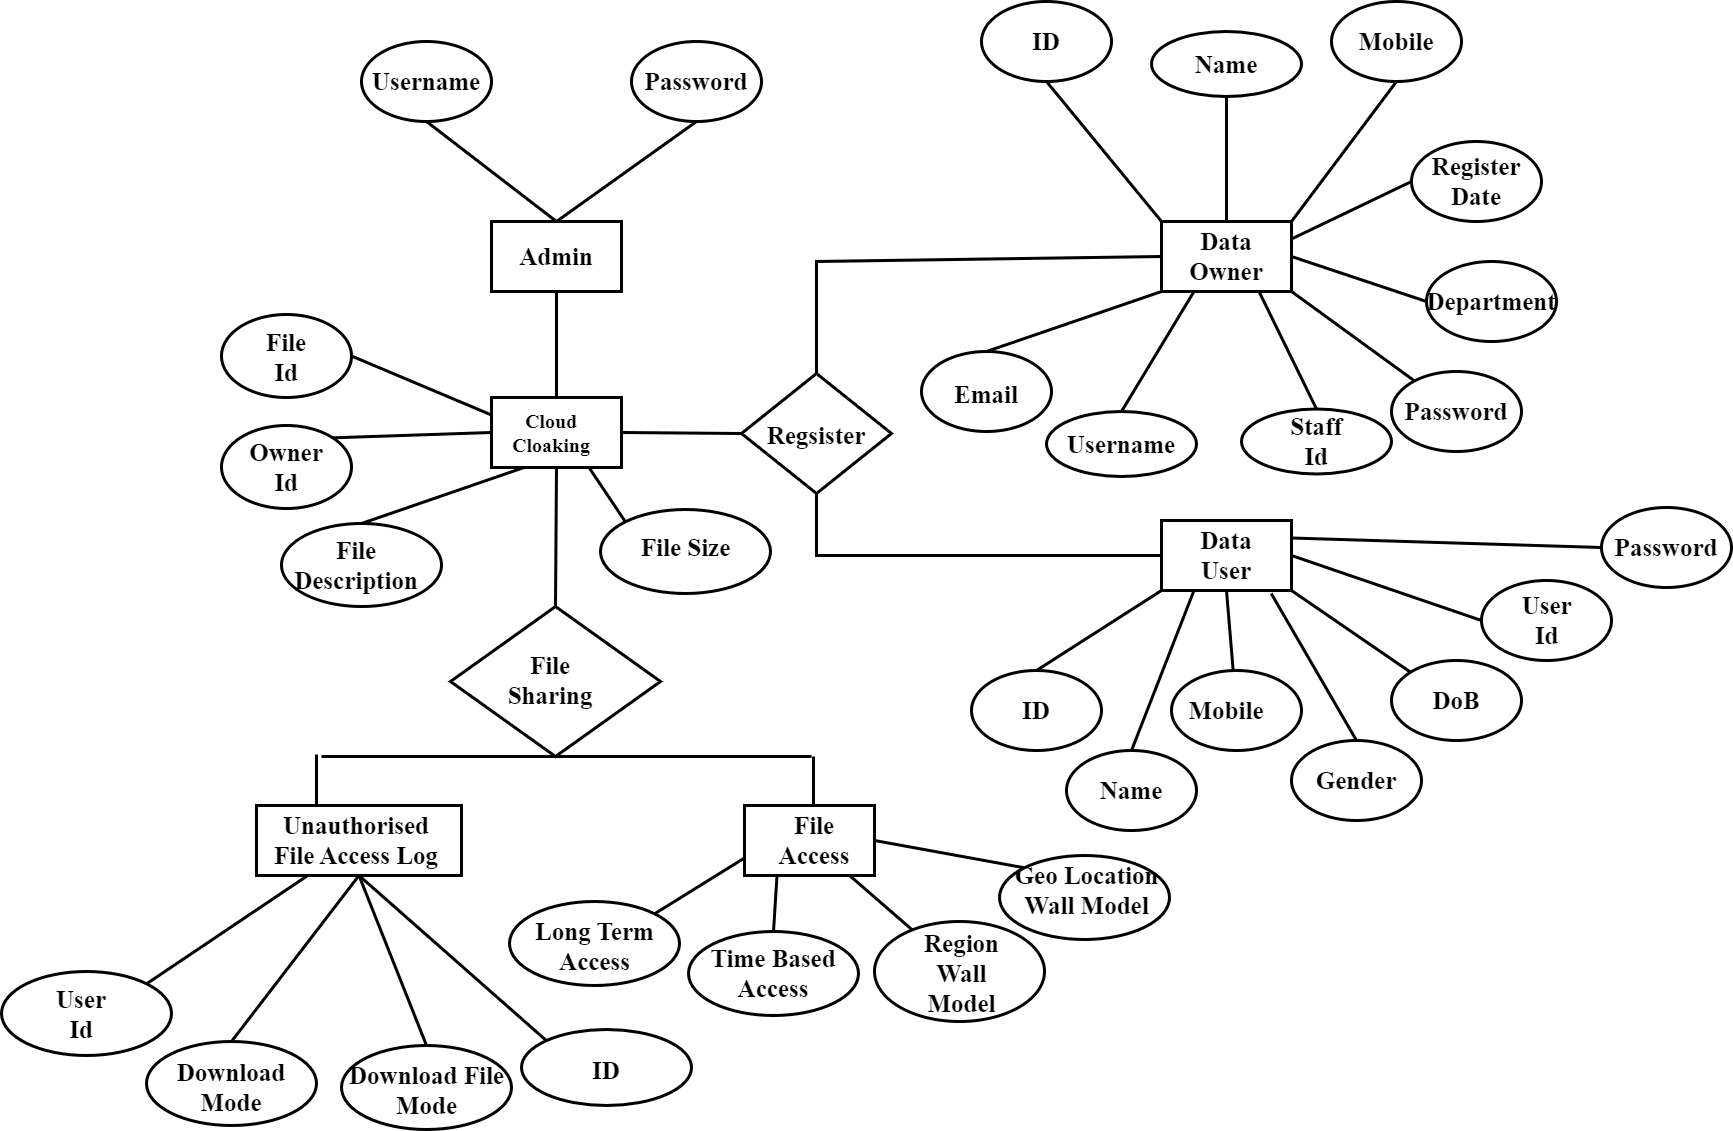 ID
Name
Mobile
Username
Password
Register
Date
Admin
Data
Owner
Department
File
Id
Email
Username
Staff
Id
Password
Cloud
Cloaking
Regsister
Owner
Id
File
Description
File Size
Data
User
Password
User
Id
File
Sharing
ID
Name
Mobile
Gender
DoB
Unauthorised
File Access Log
File
Access
Geo Location
Wall Model
Long Term
Access
Time Based
Access
Region
Wall
Model
User
Id
Download
Mode
Download File
Mode
ID